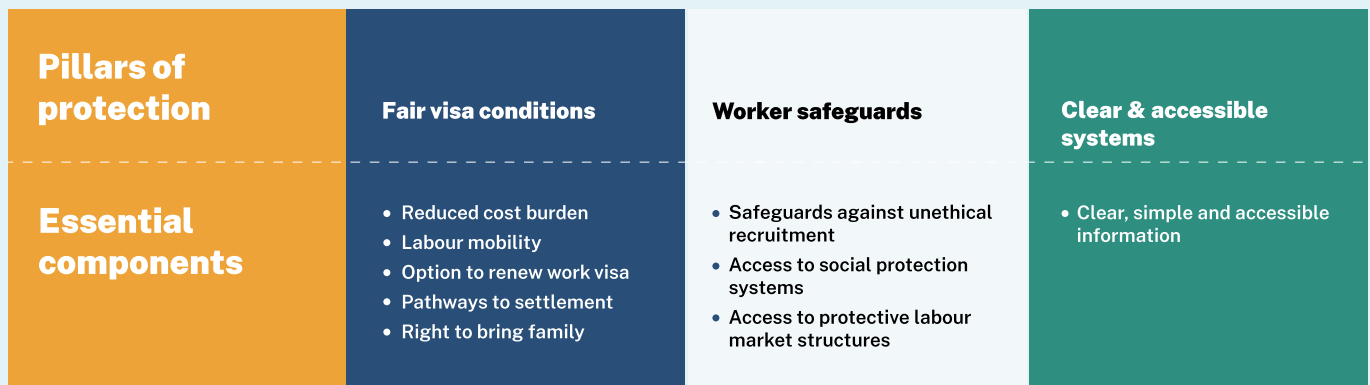 Pillars of
protection
Fair visa conditions
Worker safeguards
Clear & accessible
systems
Essential
components
• Reduced cost burden
• Labour mobility
• Option to renew work visa
• Pathways to settlement
• Right to bring family
• Safeguards against unethical
recruitment
• Access to social protection
systems
• Access to protective labour
market structures
• Clear, simple and accessible
information